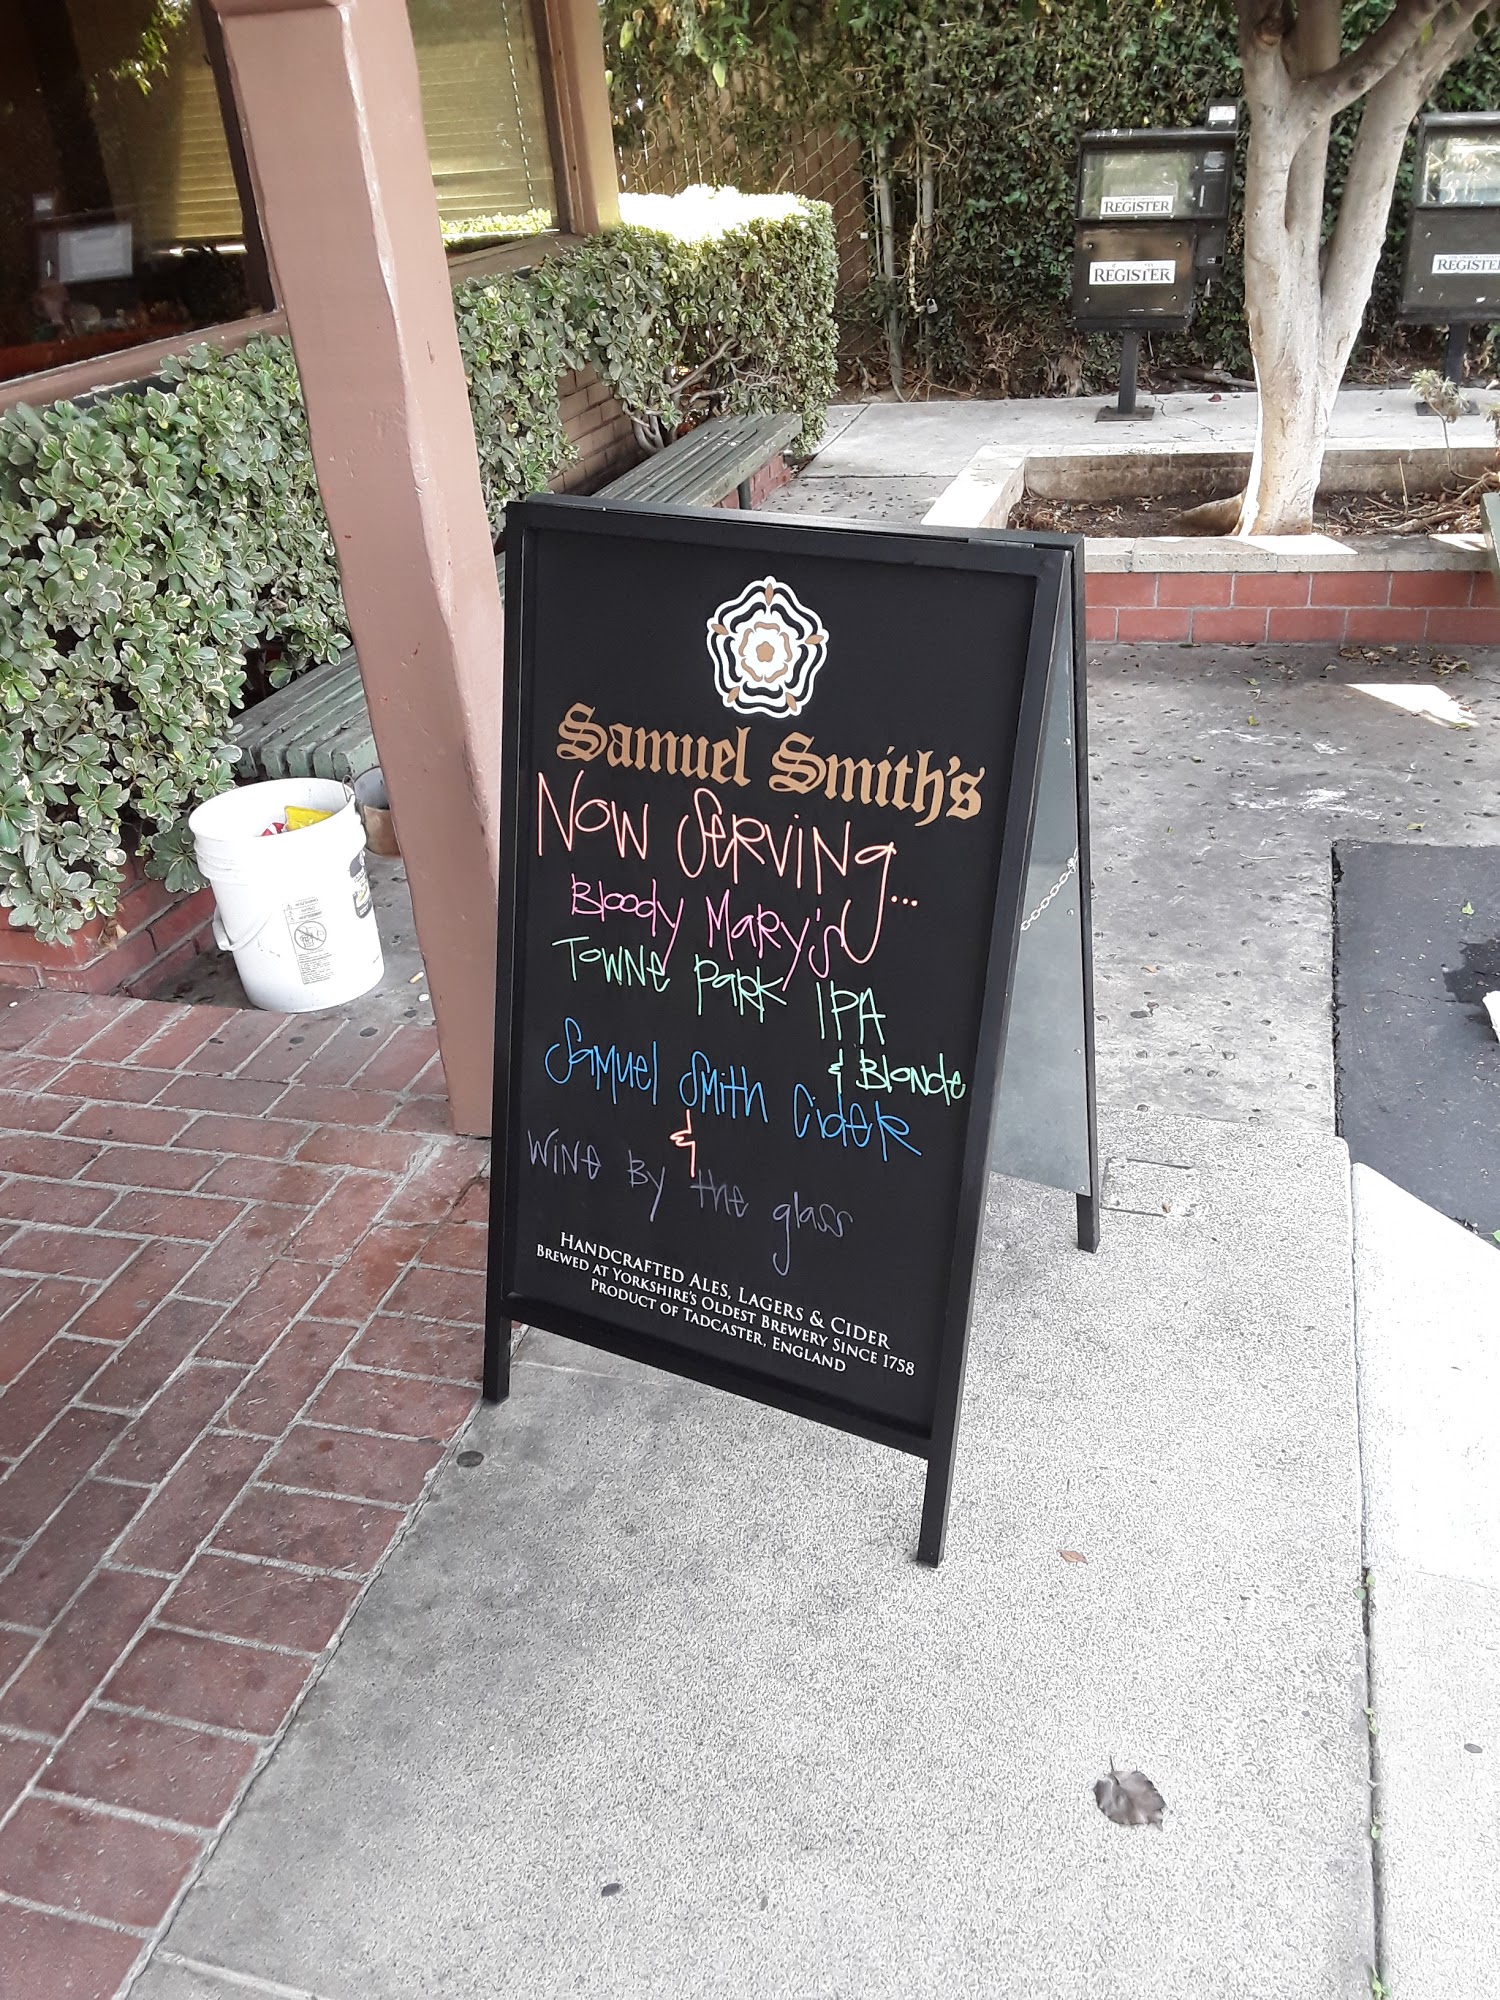 REGISTER
REGISTER
REGISTER
Samuel Smith's
Now Serving...
Bloody Mary's
Towne Park IPA
& Blonde
Samuel Smith Cider
&
Wine by the glass
HANDCRAFTED ALES, LAGERS & CIDER
BREWED AT YORKSHIRE'S OLDEST BREWERY SINCE 1758
PRODUCT OF TADCASTER, ENGLAND